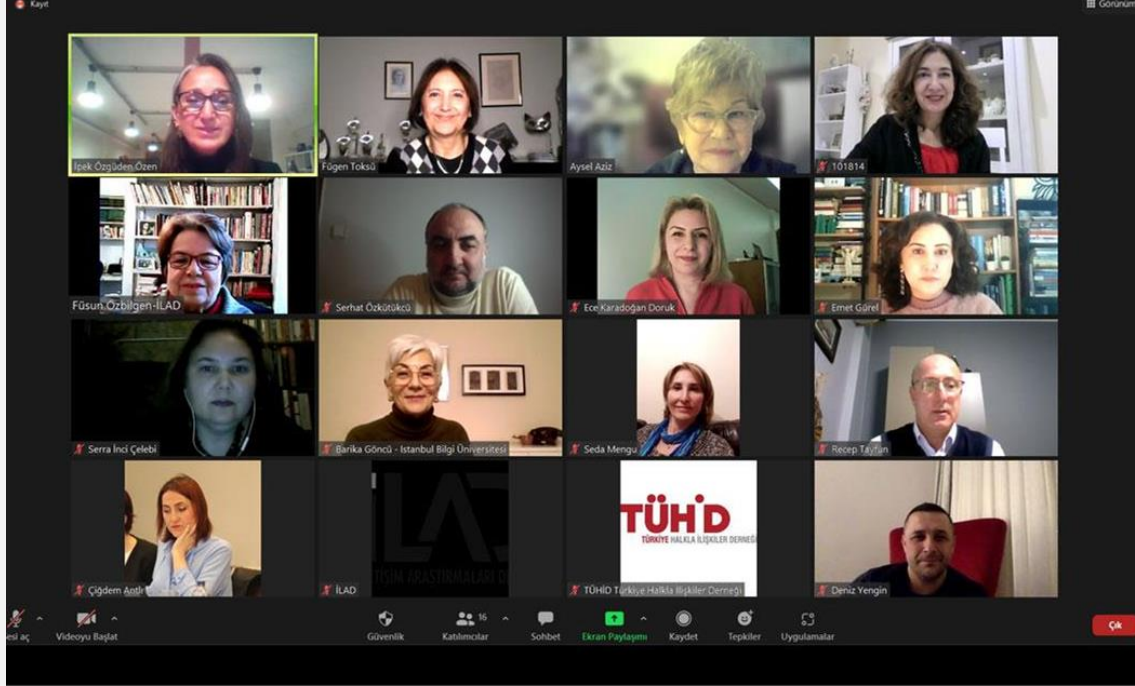 Kayıt
Görünüm
İpek Özgüden Özen
Fügen Toksü
Aysel Aziz
101814
Füsun Özbilgen-İLAD
Serhat Özkütükcü
Ece Karadoğan Doruk
Emet Gürel
Serra İnci Çelebi
Barika Göncü - Istanbul Bilgi Üniversitesi
Seda Mengu
Recep Tayfun
Çiğdem
İLAD
TÜHİD
TÜRKİYE HALKLA İLİŞKİLER DERNEĞİ
TÜHİD Türkiye Halkla İlişkiler Derneği
Deniz Yengin
esi aç
Videoyu Başlat
Güvenlik
16
Katılımcılar
Sohbet
Ekran Paylaşımı
Kaydet
Tepkiler
Uygulamalar
Çık